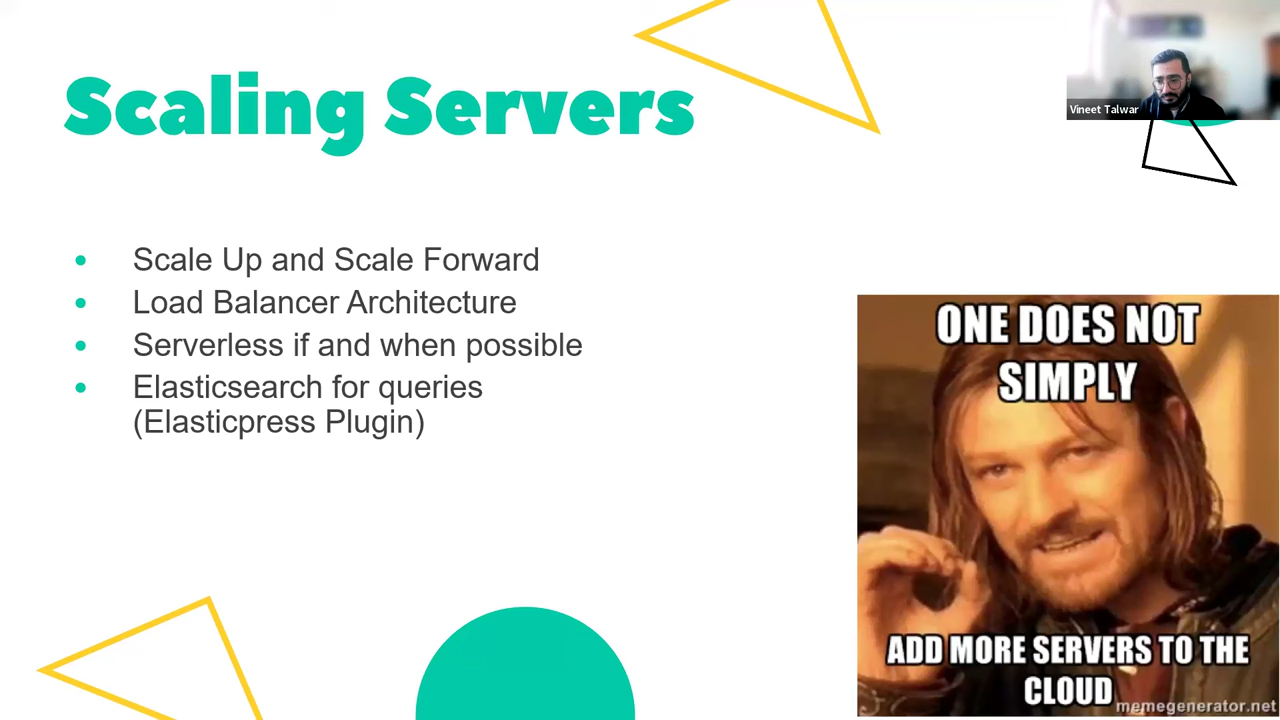 Scaling Servers
Vineet Talwar
Scale Up and Scale Forward
Load Balancer Architecture
Serverless if and when possible
Elasticsearch for queries
(Elasticpress Plugin)
ONE DOES NOT
SIMPLY
ADD MORE SERVERS TO THE
CLOUD
memegenerator.net